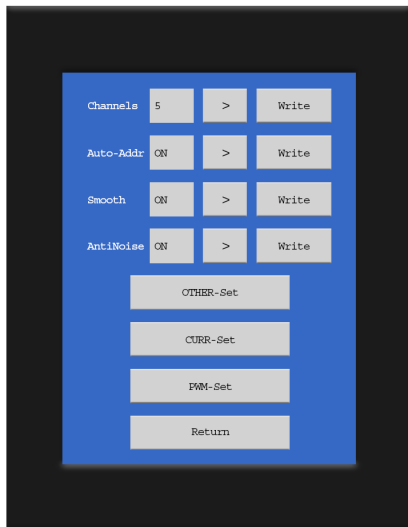 Channels 5 > Write
Auto-Addr ON > Write
Smooth ON > Write
AntiNoise ON > Write
OTHER-Set
CURR-Set
PWM-Set
Return